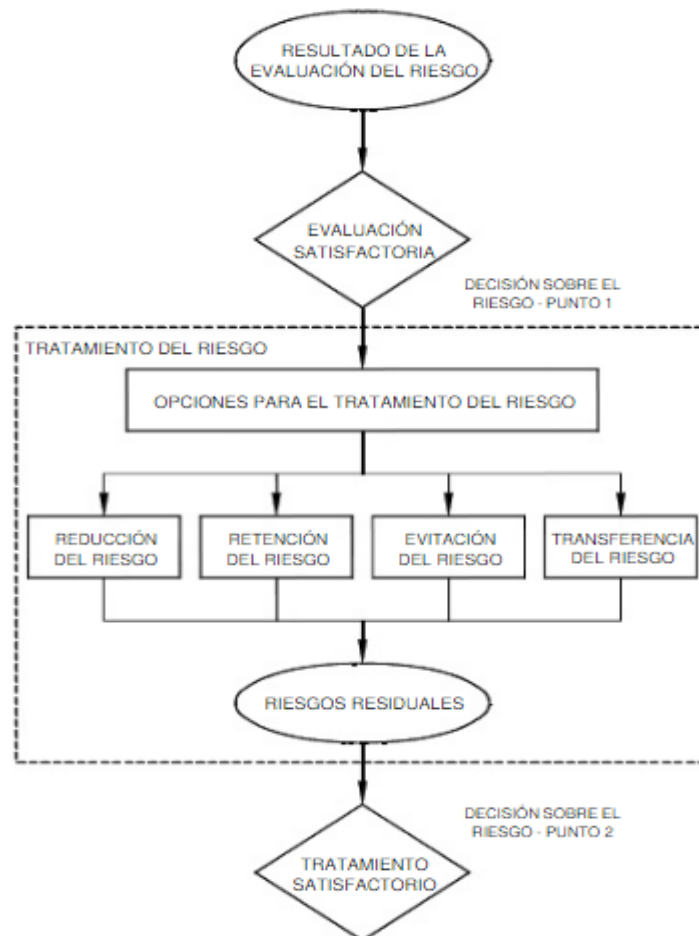 RESULTADO DE LA
EVALUACIÓN DEL RIESGO
EVALUACIÓN
SATISFACTORIA
DECISIÓN SOBRE EL
RIESGO - PUNTO 1
TRATAMIENTO DEL RIESGO
OPCIONES PARA EL TRATAMIENTO DEL RIESGO
REDUCCIÓN
DEL RIESGO
RETENCIÓN
DEL RIESGO
EVITACIÓN
DEL RIESGO
TRANSFERENCIA
DEL RIESGO
RIESGOS RESIDUALES
DECISIÓN SOBRE EL
RIESGO - PUNTO 2
TRATAMIENTO
SATISFACTORIO